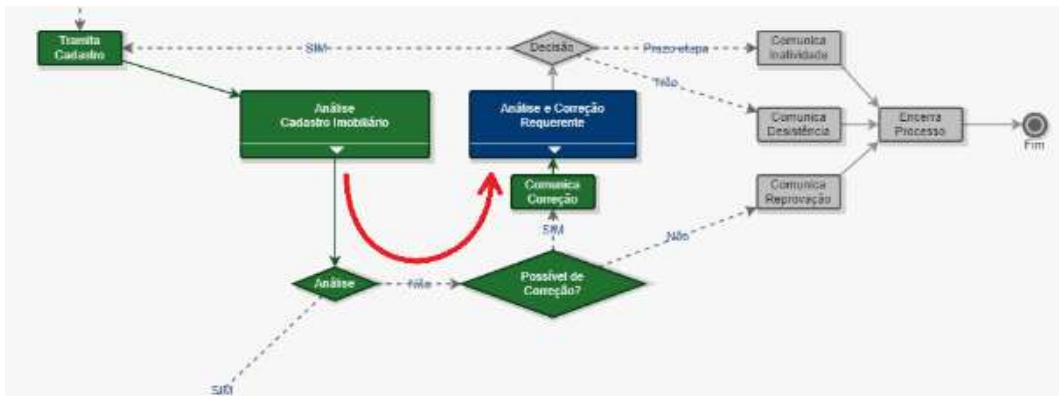 Tramita
Cadastro
SIM
Decisão
Prazo etapa
Comunica
Inatividade
Não
Análise
Cadastro Imobiliário
Análise e Correção
Requerente
Comunica
Desistência
Encerra
Processo
Fim
Comunica
Correção
Comunica
Reprovação
SIM
Não
Análise
Não
Possível de
Correção?
SIM